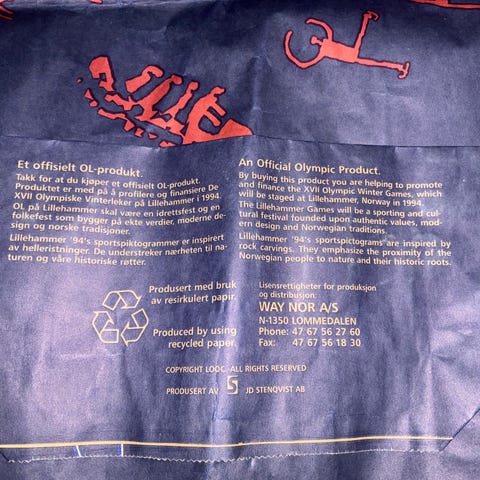 LILLE
Et offisielt OL-produkt.
Takk for at du kjøper et offisielt OL-produkt.
Produktet er med på å profilere og finansiere De
XVII Olympiske Vinterleker på Lillehammer i 1994.
OL på Lillehammer skal være en idrettsfest og en
folkefest som bygger på ekte verdier, moderne de-
sign og norske tradisjoner.
Lillehammer '94's sportspiktogrammer er inspirert
av helleristninger. De understreker nærheten til na-
turen og våre historiske røtter.
An Official Olympic Product.
By buying this product you are helping to promote
and finance the XVII Olympic Winter Games, which
will be staged at Lillehammer, Norway in 1994.
The Lillehammer Games will be a sporting and cul-
tural festival founded upon authentic values, mod-
ern design and Norwegian traditions.
Lillehammer '94's sportspictograms are inspired by
rock carvings. They emphasize the proximity of the
Norwegian people to nature and their historic roots.
Produsert med bruk
av resirkulert papir.
Produced by using
recycled paper.
Lisensrettigheter for produksjon
og distribusjon:
WAY NOR A/S
N-1350 LOMMEDALEN
Phone: 47 67 56 27 60
Fax: 47 67 56 18 30
COPYRIGHT LOOC. ALL RIGHTS RESERVED
PRODUSERT AV S JD STENQVIST AB